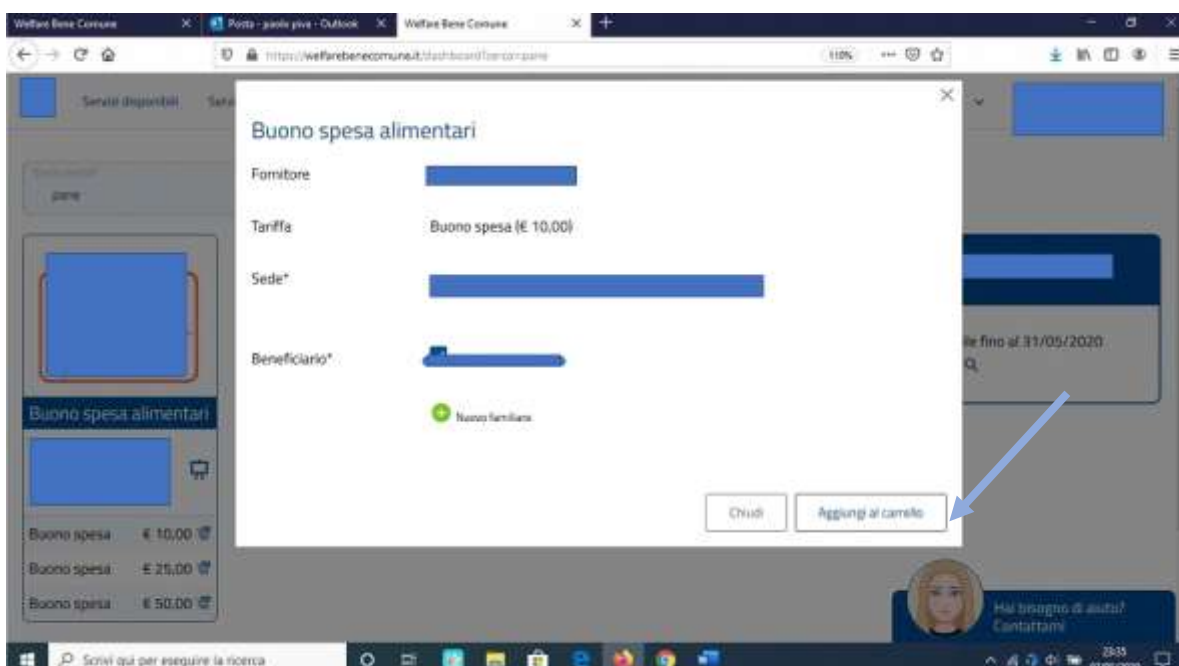 Welfare Bene Comune
Posta - paolo piva - Outlook
Welfare Bene Comune
https://welfarebenecomune.it/dashboard
110%
Servizi disponibili
pane
Buono spesa alimentari
Fornitore
Tariffa
Buono spesa (€ 10,00)
Sede*
Beneficiario*
Nuovo familiare
Chiudi
Aggiungi al carrello
Buono spesa alimentari
Buono spesa € 10,00
Buono spesa € 25,00
Buono spesa € 50,00
le fino al 31/05/2020
Hai bisogno di aiuto?
Contattami
Scrivi qui per eseguire la ricerca
23:35